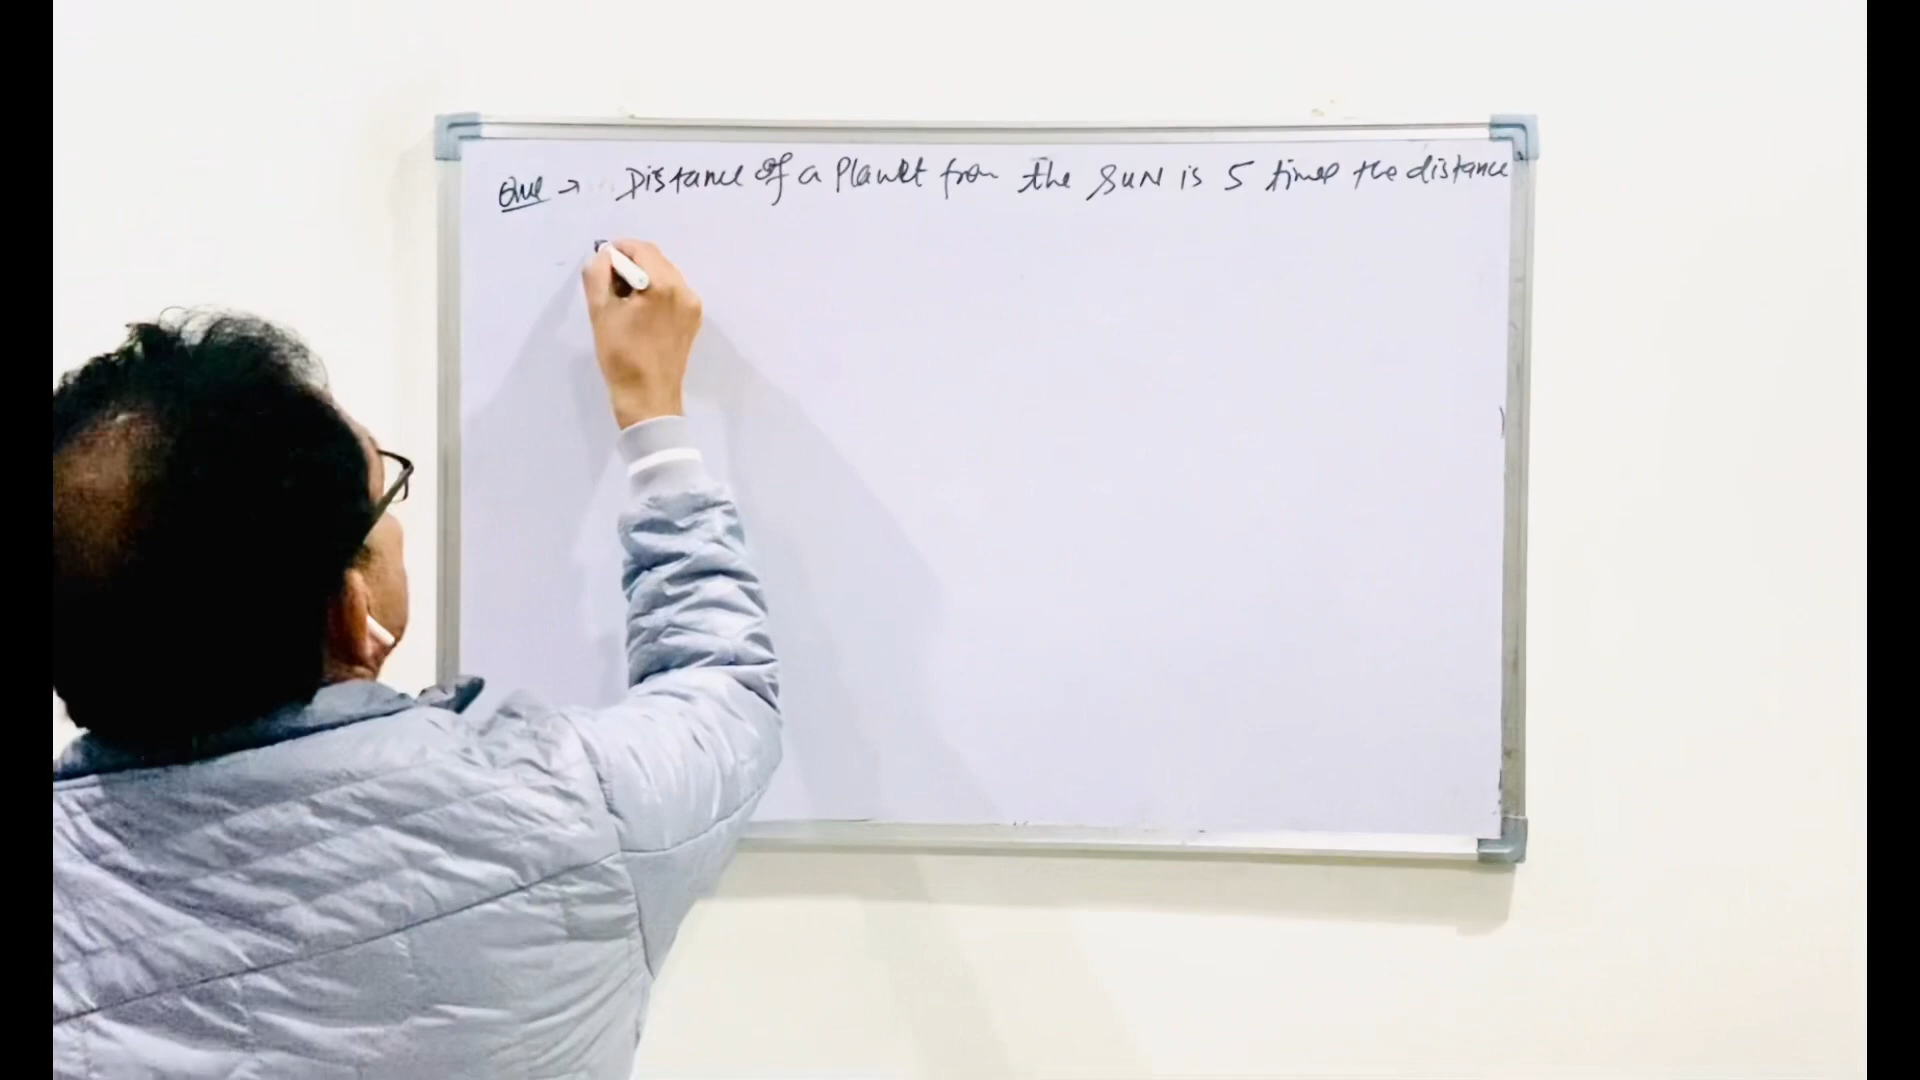 Que → Distance of a Planet from the SUN is 5 times the distance